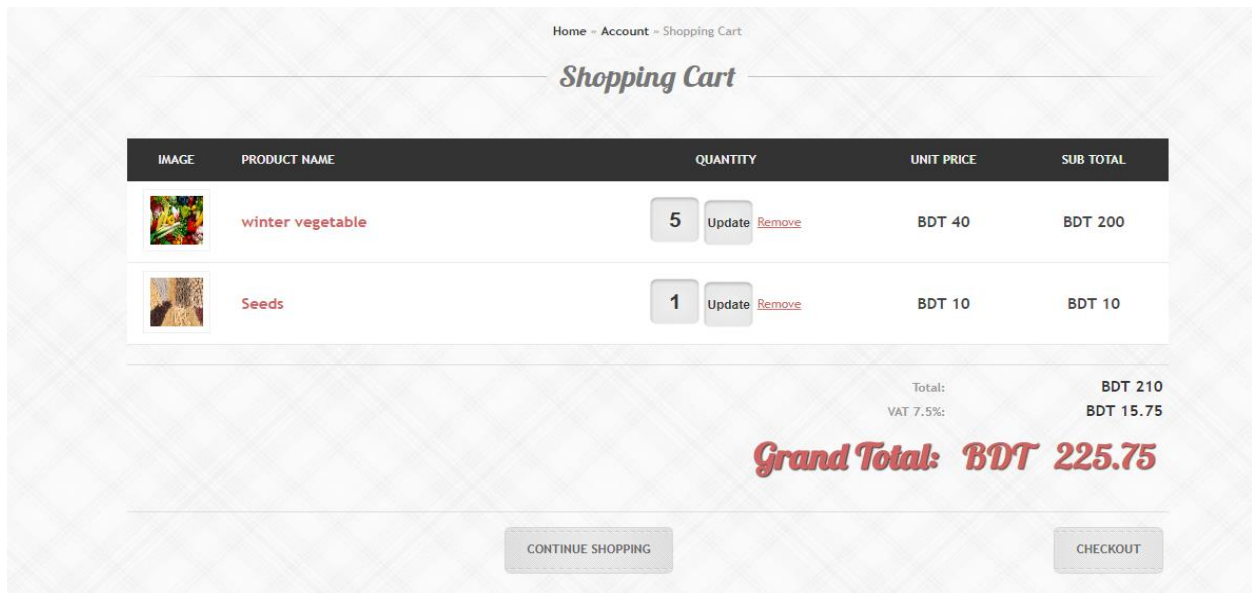 Home » Account » Shopping Cart
Shopping Cart
IMAGE PRODUCT NAME QUANTITY UNIT PRICE SUB TOTAL
winter vegetable 5 Update Remove BDT 40 BDT 200
Seeds 1 Update Remove BDT 10 BDT 10
Total: BDT 210
VAT 7.5%: BDT 15.75
Grand Total: BDT 225.75
CONTINUE SHOPPING CHECKOUT